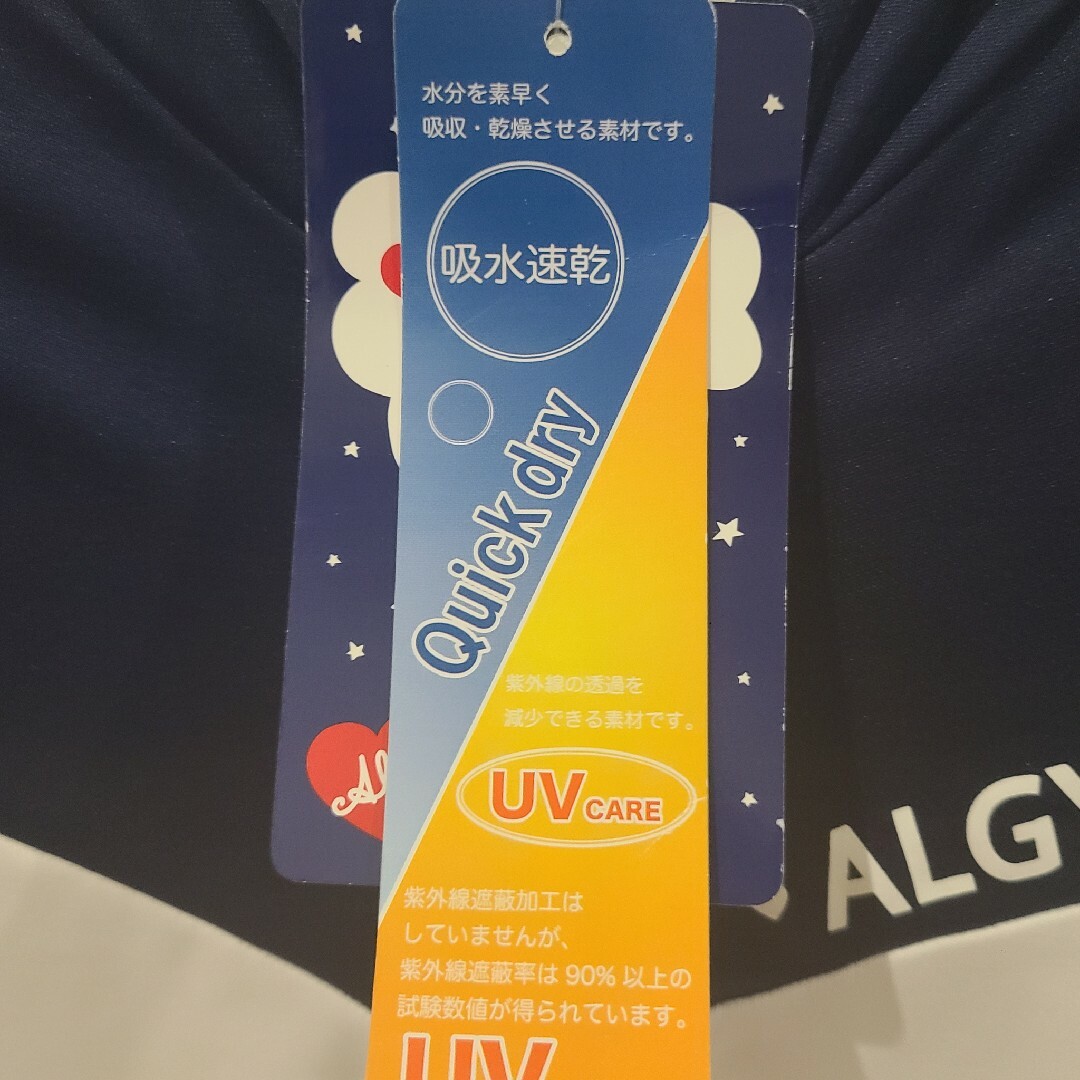 水分を素早く
吸収・乾燥させる素材です。
吸水速乾
Quick dry
紫外線の透過を
減少できる素材です。
UV CARE
紫外線遮蔽加工は
していませんが、
紫外線遮蔽率は90%以上の
試験数値が得られています。
UV
ALGY